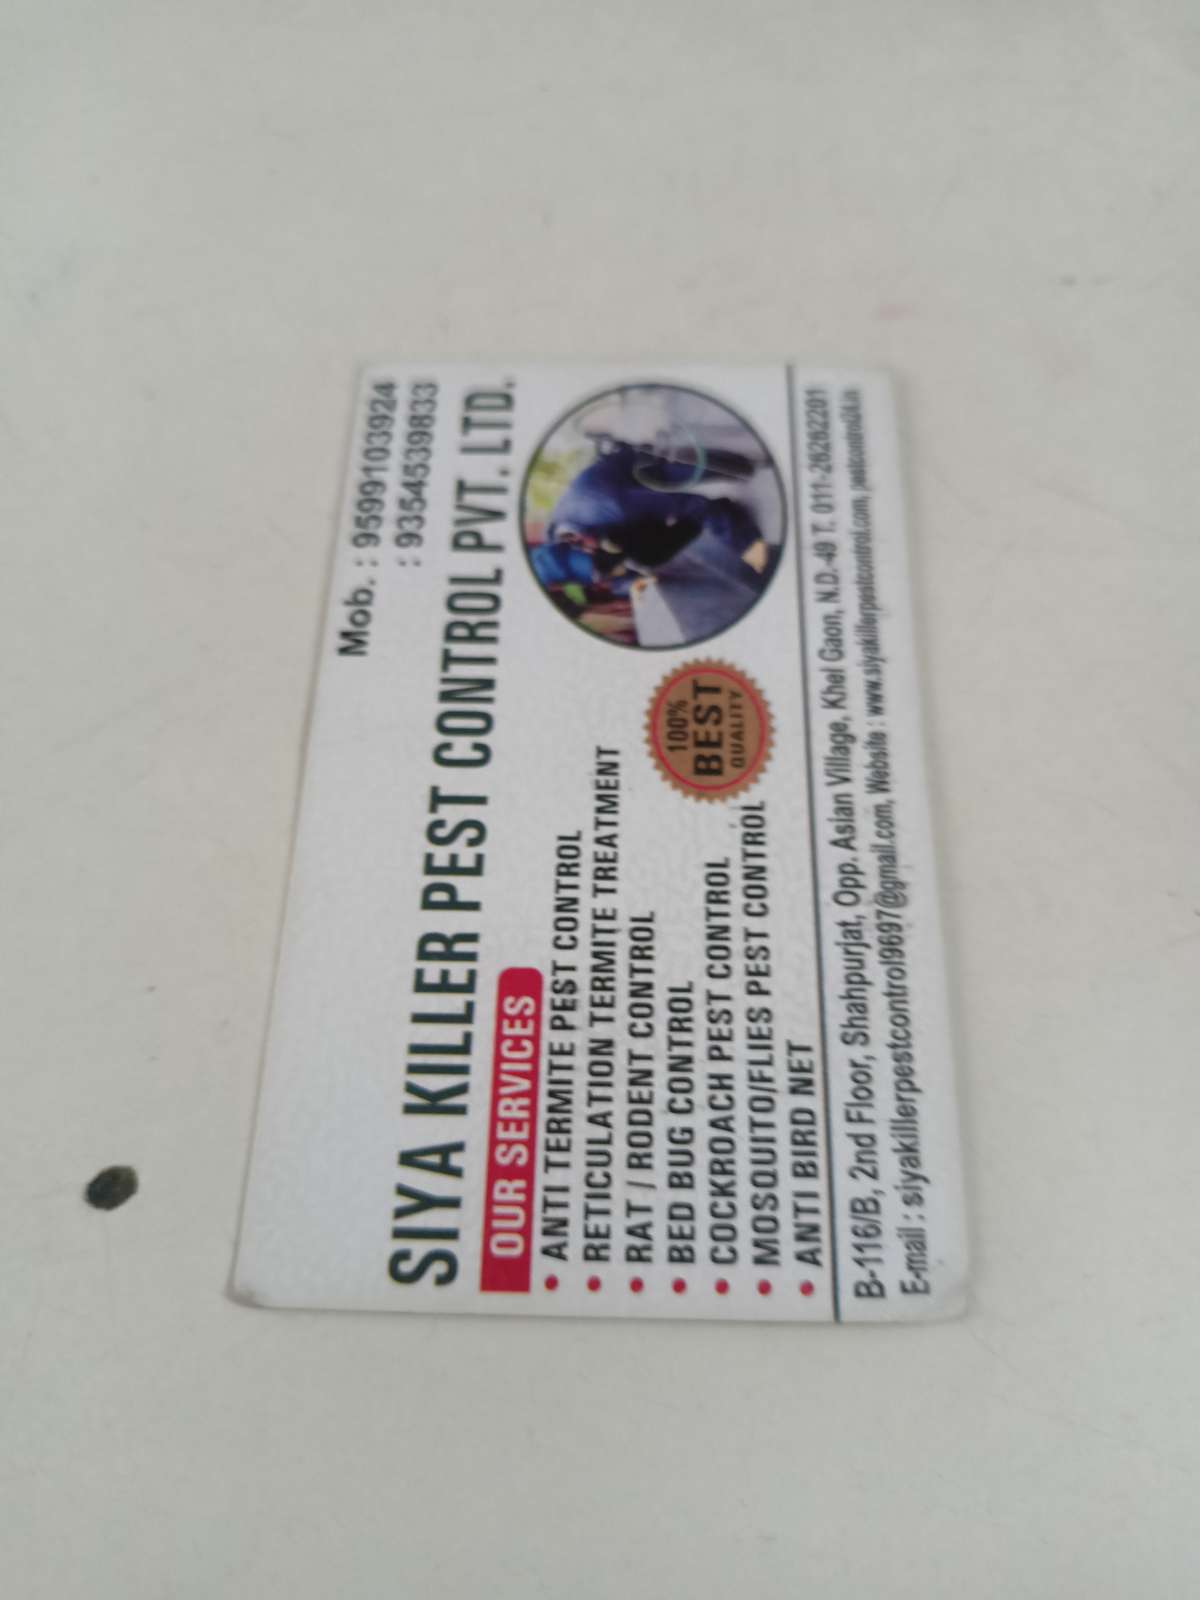 Mob. : 9599103924
: 9354539833
SIYA KILLER PEST CONTROL PVT. LTD.
OUR SERVICES
• ANTI TERMITE PEST CONTROL
• RETICULATION TERMITE TREATMENT
• RAT / RODENT CONTROL
• BED BUG CONTROL
• COCKROACH PEST CONTROL
• MOSQUITO/FLIES PEST CONTROL
• ANTI BIRD NET
100%
BEST
QUALITY
B-116/B, 2nd Floor, Shahpurjat, Opp. Asian Village, Khel Gaon, N.D.-49 T. 011-26262201
E-mail : siyakillerpestcontrol9697@gmail.com, Website : www.siyakillerpestcontrol.com, pestcontrol24.in